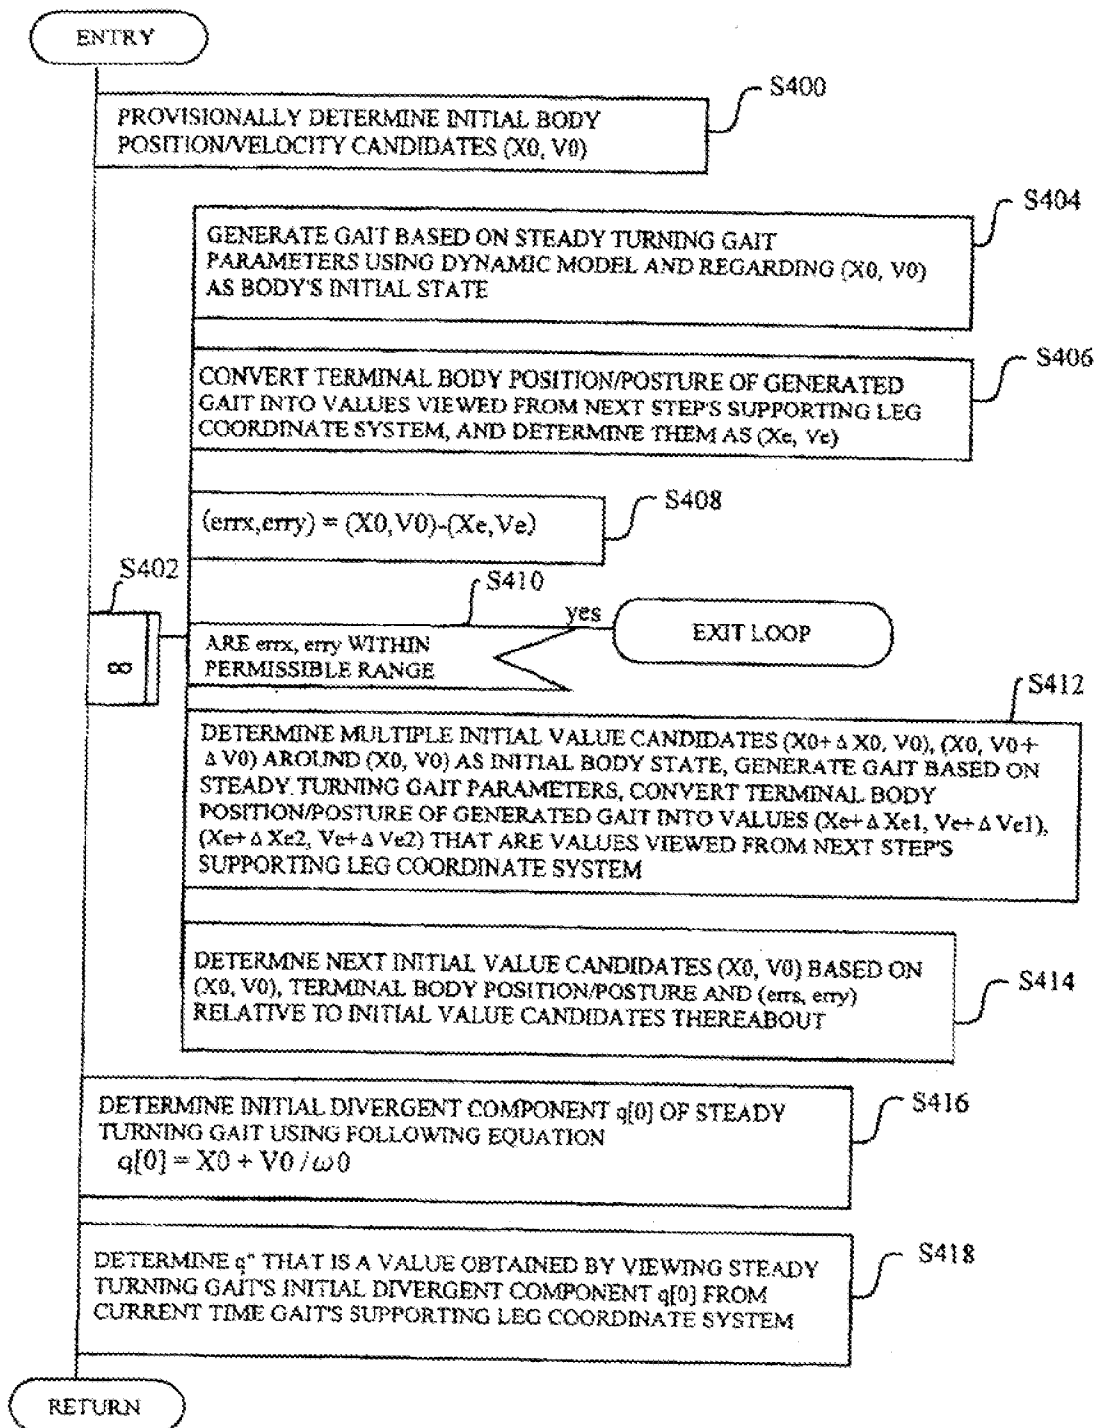 ENTRY
S400
PROVISIONALLY DETERMINE INITIAL BODY
POSITION/VELOCITY CANDIDATES (X0, V0)
S404
GENERATE GAIT BASED ON STEADY TURNING GAIT
PARAMETERS USING DYNAMIC MODEL AND REGARDING (X0, V0)
AS BODY'S INITIAL STATE
S406
CONVERT TERMINAL BODY POSITION/POSTURE OF GENERATED
GAIT INTO VALUES VIEWED FROM NEXT STEP'S SUPPORTING LEG
COORDINATE SYSTEM, AND DETERMINE THEM AS (Xe, Ve)
S408
(errx,erry) = (X0,V0)-(Xe,Ve)
S402
∞
S410
yes
EXIT LOOP
ARE errx, erry WITHIN
PERMISSIBLE RANGE
S412
DETERMINE MULTIPLE INITIAL VALUE CANDIDATES (X0+ΔX0, V0), (X0, V0+
ΔV0) AROUND (X0, V0) AS INITIAL BODY STATE, GENERATE GAIT BASED ON
STEADY TURNING GAIT PARAMETERS, CONVERT TERMINAL BODY
POSITION/POSTURE OF GENERATED GAIT INTO VALUES (Xe+ΔXe1, Ve+ΔVe1),
(Xe+ΔXe2, Ve+ΔVe2) THAT ARE VALUES VIEWED FROM NEXT STEP'S
SUPPORTING LEG COORDINATE SYSTEM
DETERMNE NEXT INITIAL VALUE CANDIDATES (X0, V0) BASED ON
(X0, V0), TERMINAL BODY POSITION/POSTURE AND (errs, erry)
RELATIVE TO INITIAL VALUE CANDIDATES THEREABOUT
S414
DETERMINE INITIAL DIVERGENT COMPONENT q[0] OF STEADY
TURNING GAIT USING FOLLOWING EQUATION
q[0] = X0 + V0 /ω0
S416
DETERMINE q" THAT IS A VALUE OBTAINED BY VIEWING STEADY
TURNING GAIT'S INITIAL DIVERGENT COMPONENT q[0] FROM
CURRENT TIME GAIT'S SUPPORTING LEG COORDINATE SYSTEM
S418
RETURN